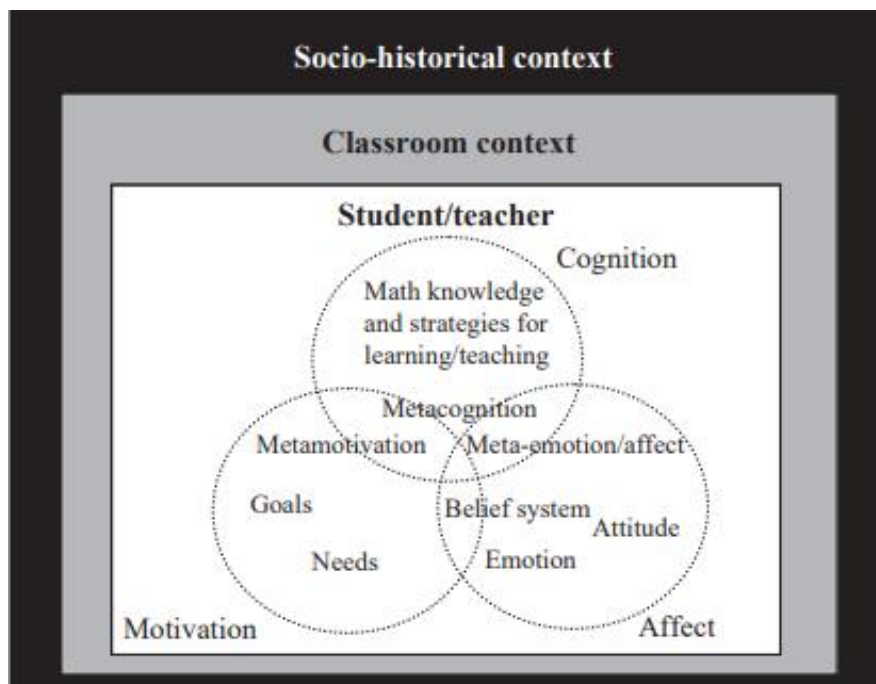 Socio-historical context
Classroom context
Student/teacher
Cognition
Math knowledge
and strategies for
learning/teaching
Metacognition
Metamotivation
Meta-emotion/affect
Goals
Belief system
Attitude
Needs
Emotion
Motivation
Affect